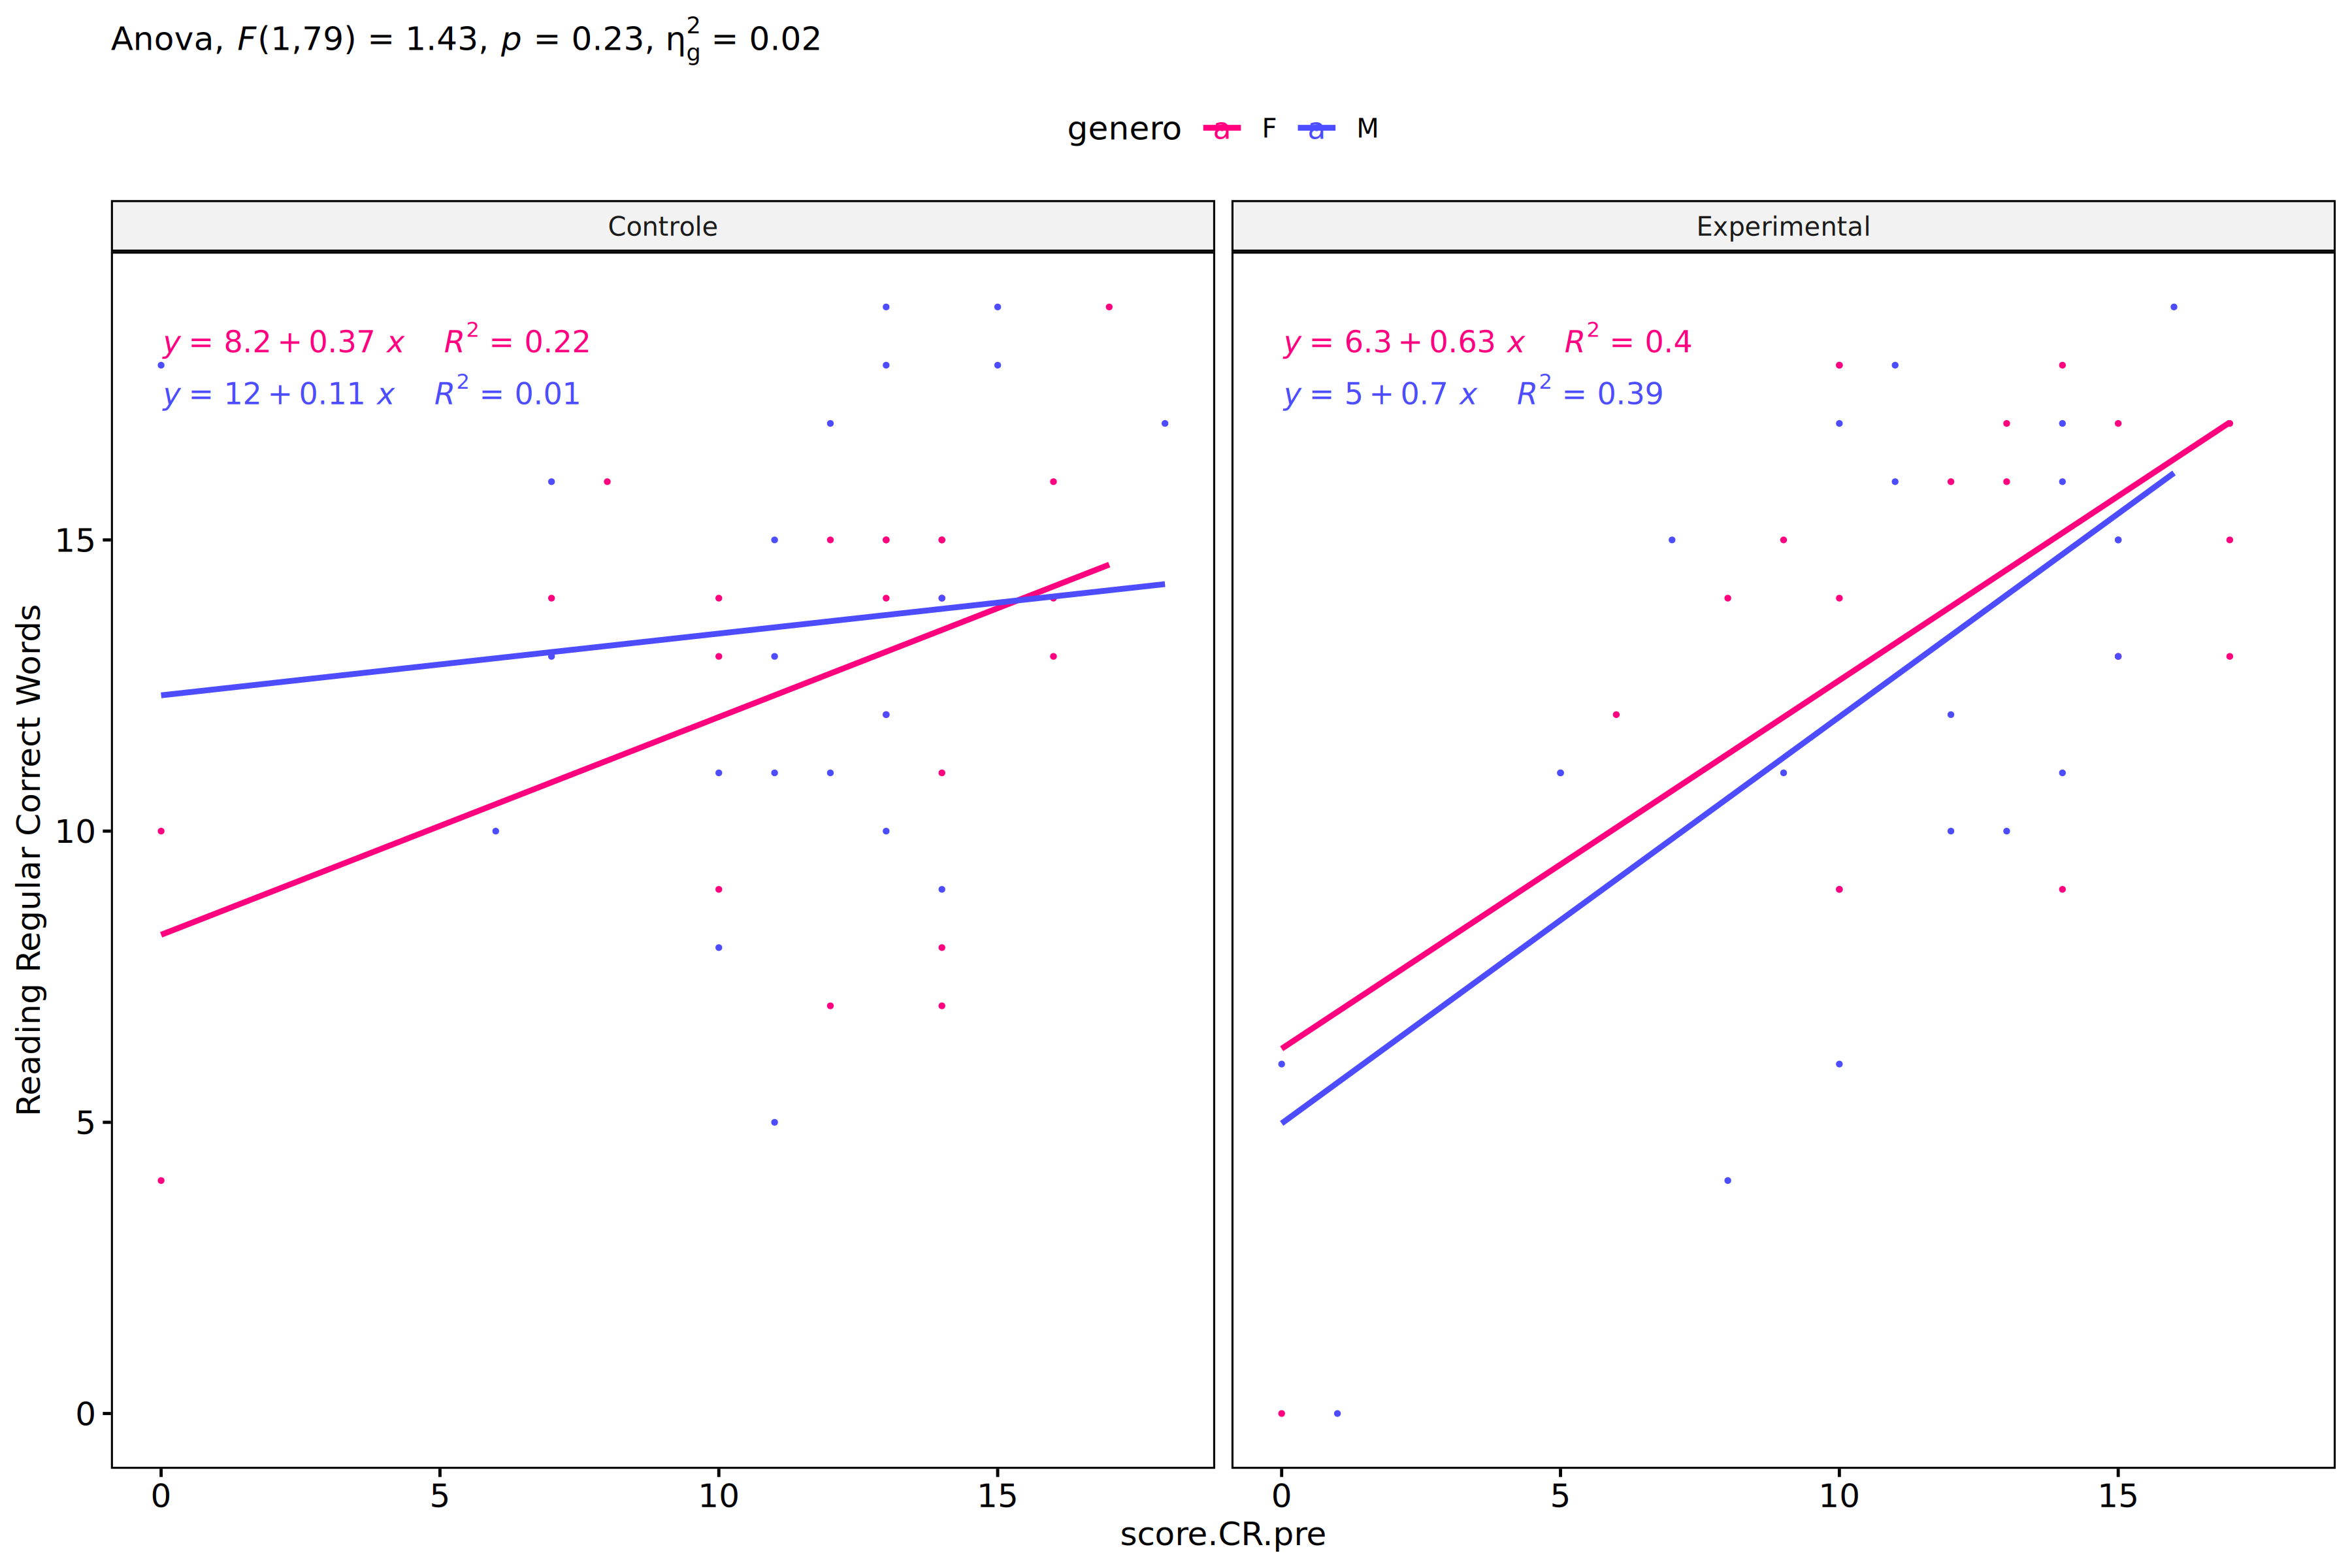 Anova, F(1,79) = 1.43, p = 0.23, η²g = 0.02
genero a F a M
Controle
Experimental
y = 8.2 + 0.37 x R² = 0.22
y = 12 + 0.11 x R² = 0.01
y = 6.3 + 0.63 x R² = 0.4
y = 5 + 0.7 x R² = 0.39
Reading Regular Correct Words
15
10
5
0
0 5 10 15
0 5 10 15
score.CR.pre